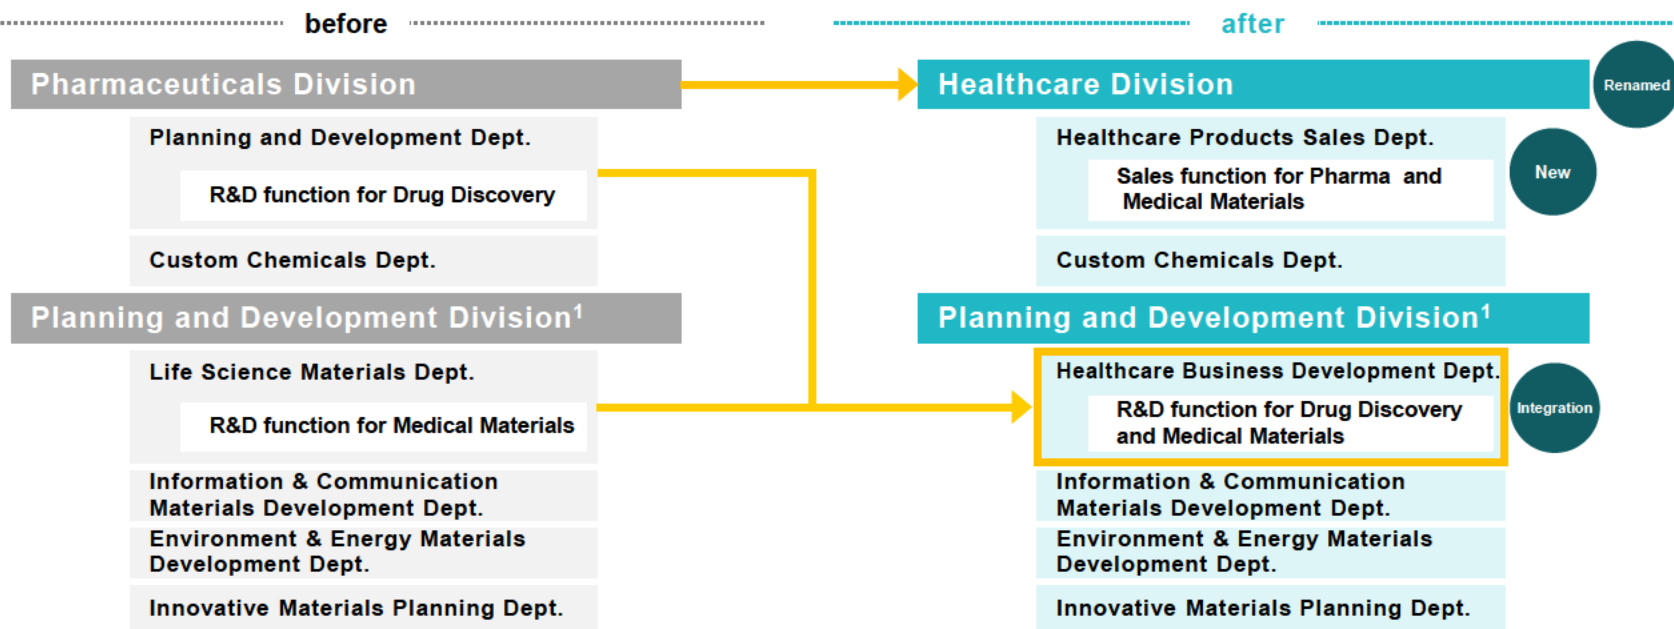 before
after
Pharmaceuticals Division
Healthcare Division
Renamed
Planning and Development Dept.
R&D function for Drug Discovery
Healthcare Products Sales Dept.
Sales function for Pharma and
Medical Materials
New
Custom Chemicals Dept.
Custom Chemicals Dept.
Planning and Development Division¹
Planning and Development Division¹
Life Science Materials Dept.
R&D function for Medical Materials
Healthcare Business Development Dept.
R&D function for Drug Discovery
and Medical Materials
Integration
Information & Communication
Materials Development Dept.
Information & Communication
Materials Development Dept.
Environment & Energy Materials
Development Dept.
Environment & Energy Materials
Development Dept.
Innovative Materials Planning Dept.
Innovative Materials Planning Dept.